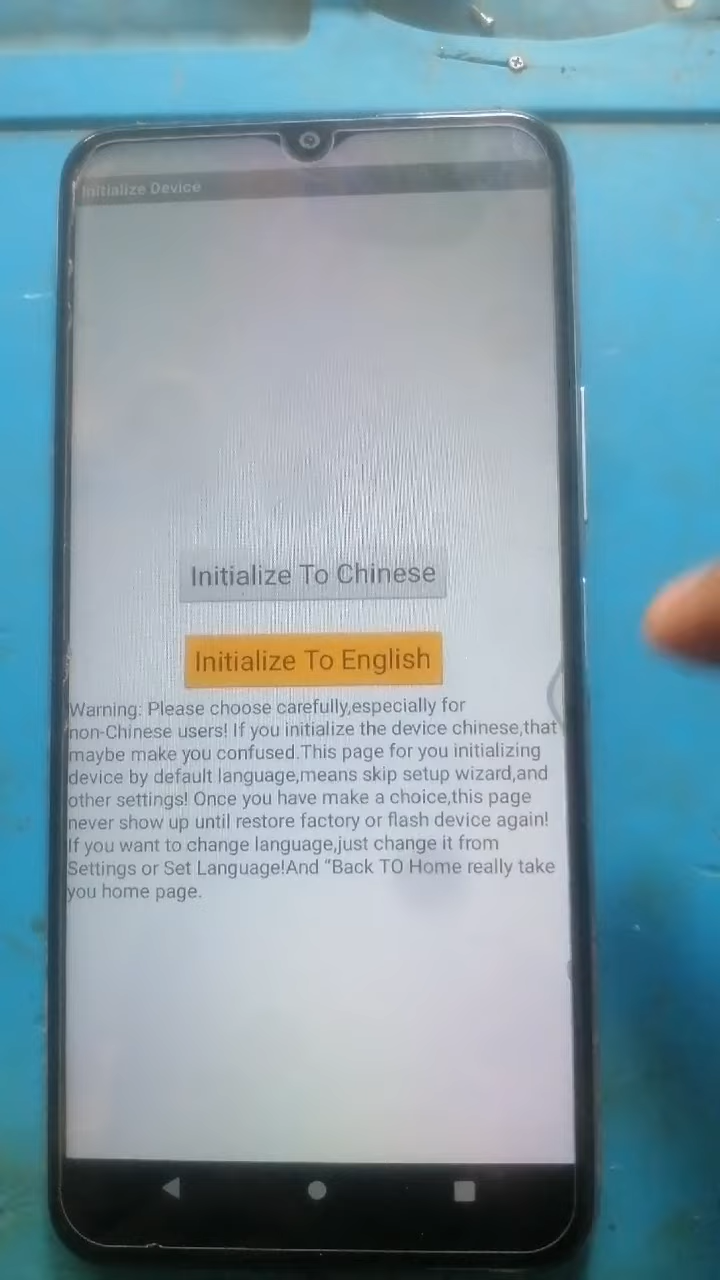 Initialize Device
Initialize To Chinese
Initialize To English
Warning: Please choose carefully,especially for
non-Chinese users! If you initialize the device chinese,that
maybe make you confused.This page for you initializing
device by default language,means skip setup wizard,and
other settings! Once you have make a choice,this page
never show up until restore factory or flash device again!
If you want to change language,just change it from
Settings or Set Language!And “Back TO Home really take
you home page.